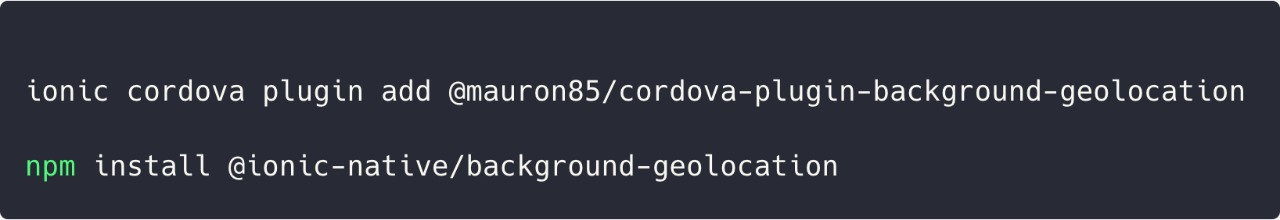 ionic cordova plugin add @mauron85/cordova-plugin-background-geolocation
npm install @ionic-native/background-geolocation